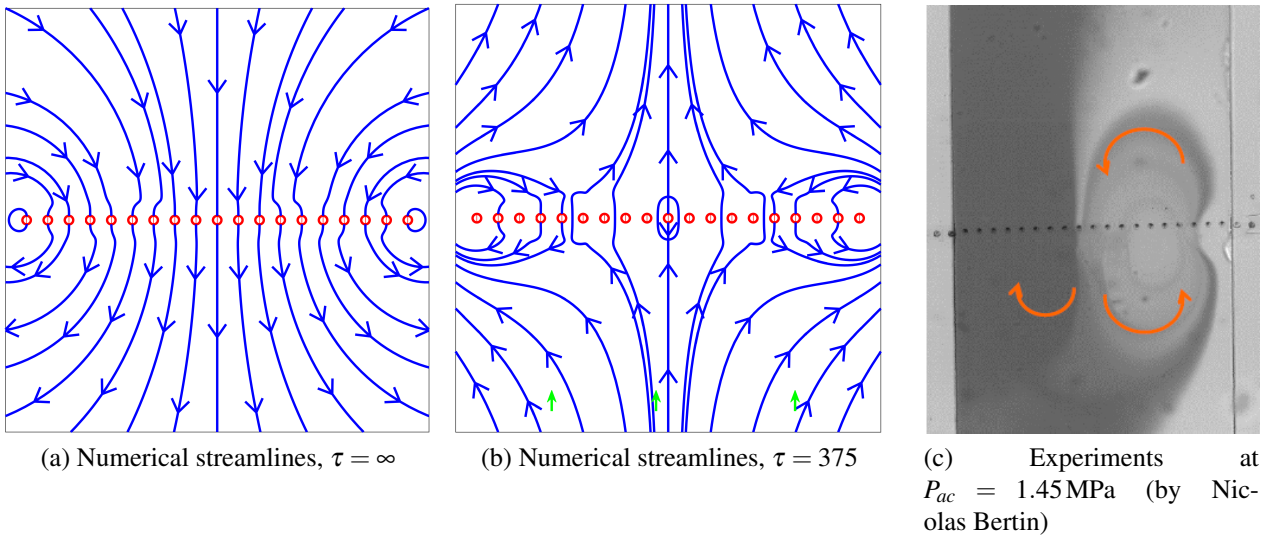 (a) Numerical streamlines, τ = ∞
(b) Numerical streamlines, τ = 375
(c) Experiments at
P_ac = 1.45 MPa (by Nic-
olas Bertin)